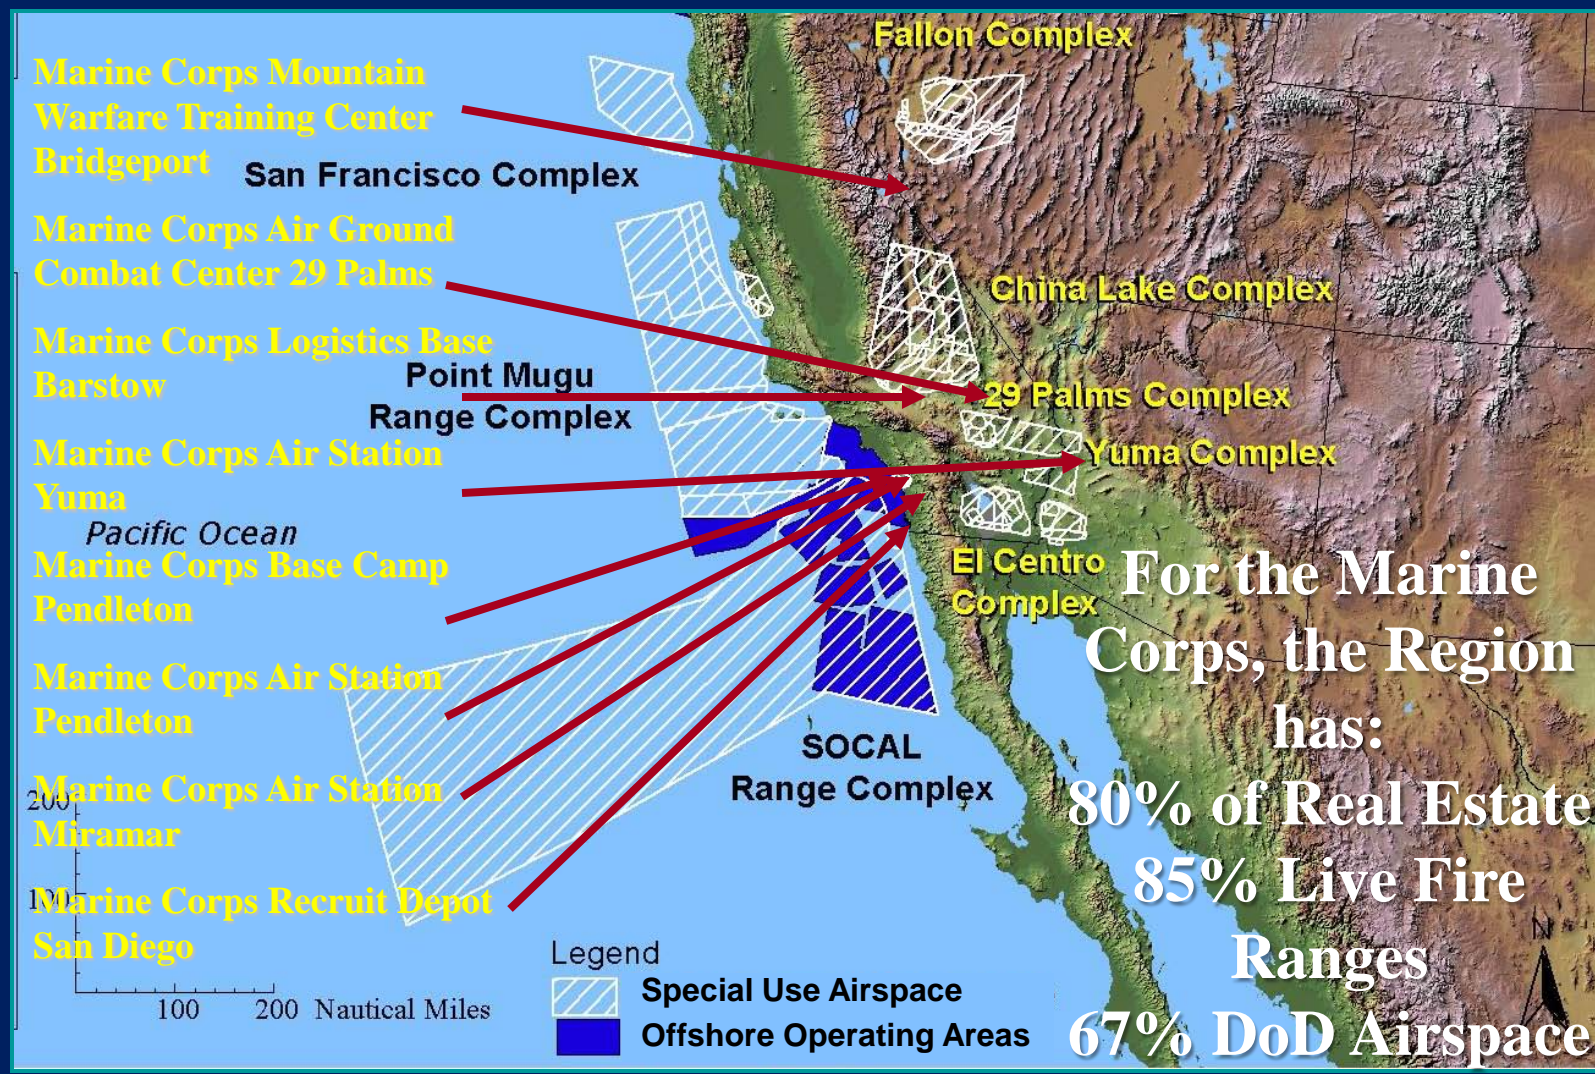 Fallon Complex
Marine Corps Mountain
Warfare Training Center
Bridgeport
San Francisco Complex
Marine Corps Air Ground
Combat Center 29 Palms
China Lake Complex
Marine Corps Logistics Base
Barstow
Point Mugu
Range Complex
29 Palms Complex
Marine Corps Air Station
Yuma
Yuma Complex
Pacific Ocean
Marine Corps Base Camp
Pendleton
El Centro
Complex
Marine Corps Air Station
Pendleton
SOCAL
Range Complex
Marine Corps Air Station
Miramar
Marine Corps Recruit Depot
San Diego
For the Marine
Corps, the Region
has:
80% of Real Estate
85% Live Fire
Ranges
67% DoD Airspace
200
100
100 200 Nautical Miles
Legend
Special Use Airspace
Offshore Operating Areas
N